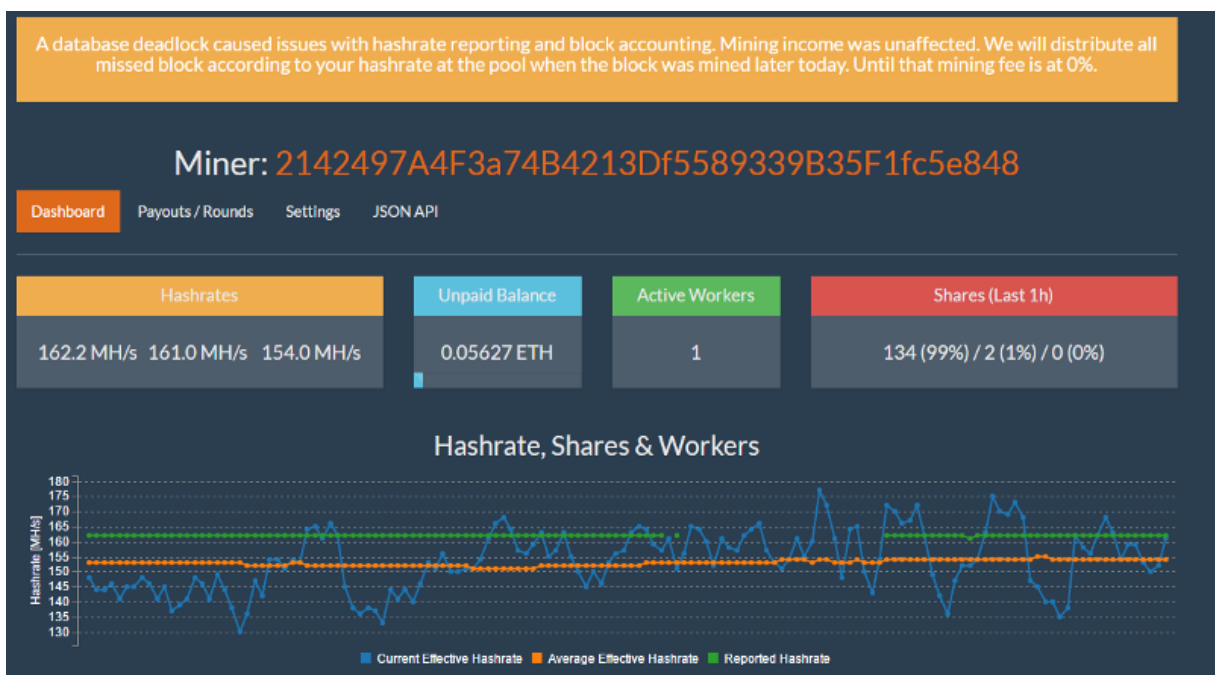 A database deadlock caused issues with hashrate reporting and block accounting. Mining income was unaffected. We will distribute all
missed block according to your hashrate at the pool when the block was mined later today. Until that mining fee is at 0%.
Miner: 2142497A4F3a74B4213Df5589339B35F1fc5e848
Dashboard Payouts / Rounds Settings JSON API
Hashrates Unpaid Balance Active Workers Shares (Last 1h)
162.2 MH/s 161.0 MH/s 154.0 MH/s 0.05627 ETH 1 134 (99%) / 2 (1%) / 0 (0%)
Hashrate, Shares & Workers
Hashrate [MH/s]
180
175
170
165
160
155
150
145
140
135
130
Current Effective Hashrate Average Effective Hashrate Reported Hashrate